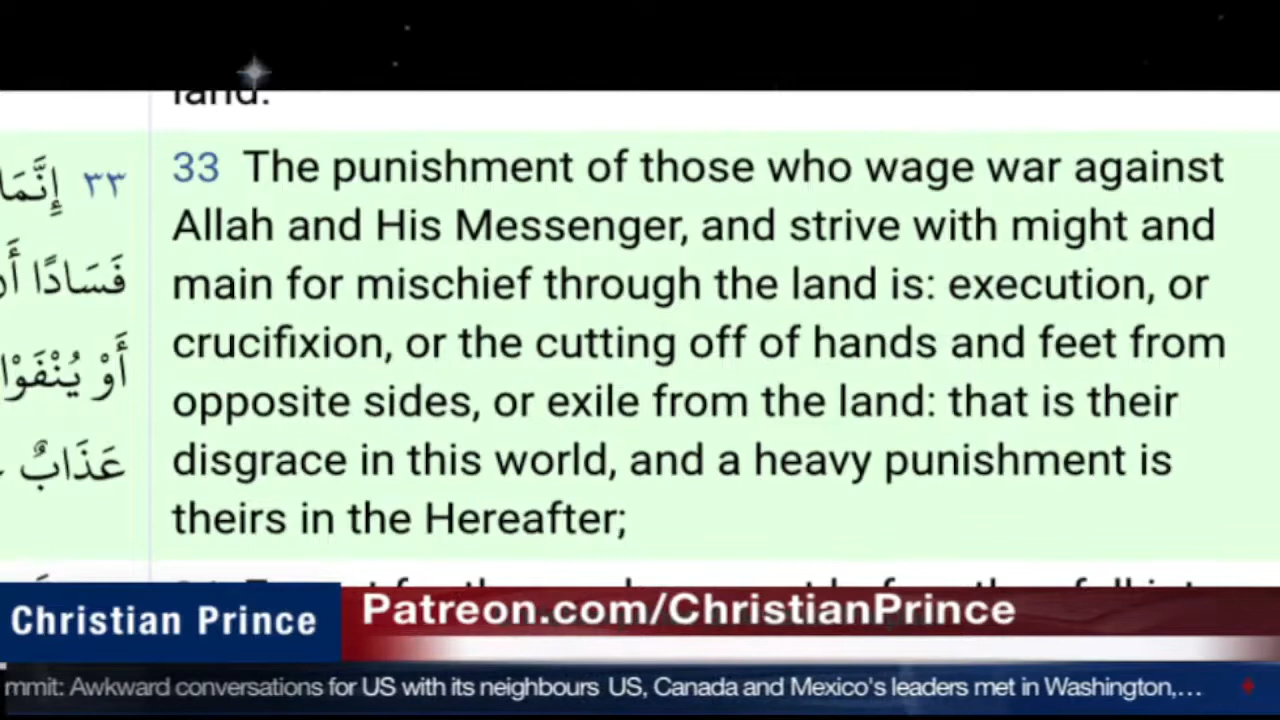 land.
٣٣ إِنَّمَا
33 The punishment of those who wage war against
Allah and His Messenger, and strive with might and
فَسَادًا أَن
main for mischief through the land is: execution, or
crucifixion, or the cutting off of hands and feet from
أَوْ يُنْفَوْا
opposite sides, or exile from the land: that is their
عَذَابٌ
disgrace in this world, and a heavy punishment is
theirs in the Hereafter;
Christian Prince
Patreon.com/ChristianPrince
mmit: Awkward conversations for US with its neighbours US, Canada and Mexico's leaders met in Washington,...